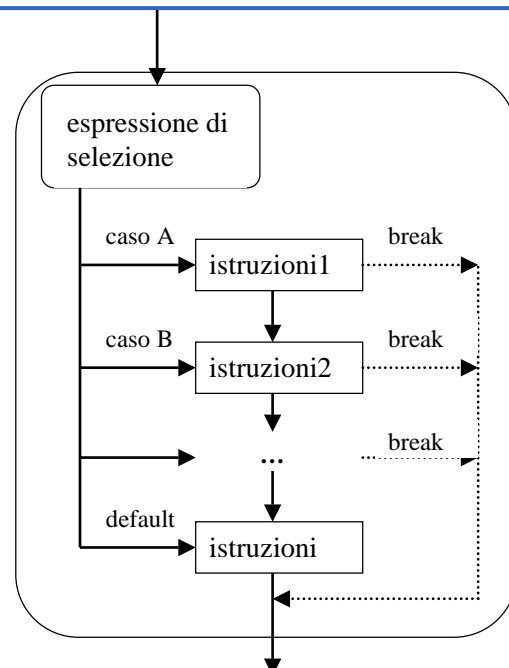 espressione di
selezione
caso A
istruzioni1
break
caso B
istruzioni2
break
...
break
default
istruzioni